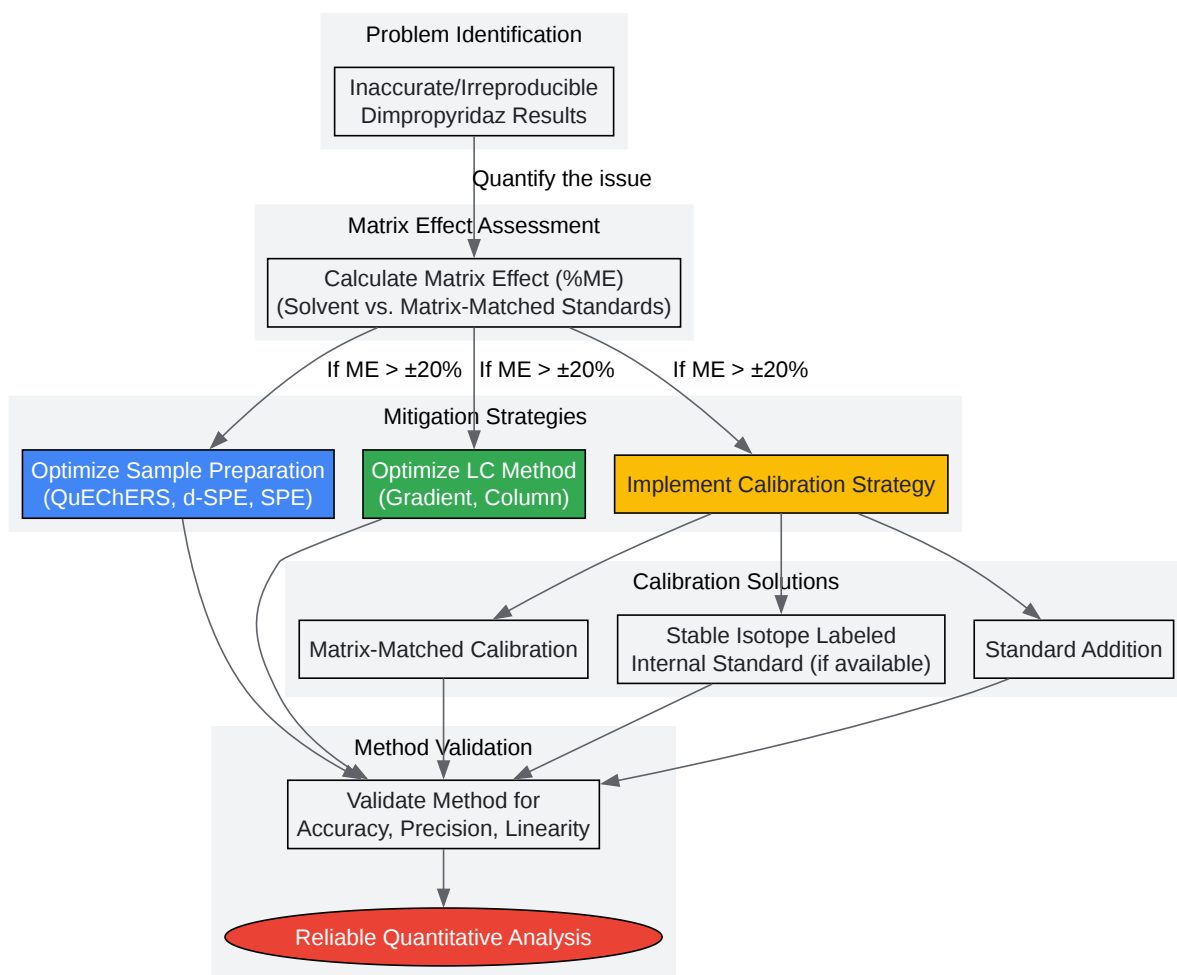 Problem Identification
Inaccurate/Irreproducible
Dimpropyridaz Results
Quantify the issue
Matrix Effect Assessment
Calculate Matrix Effect (%ME)
(Solvent vs. Matrix-Matched Standards)
If ME > ±20%
If ME > ±20%
If ME > ±20%
Mitigation Strategies
Optimize Sample Preparation
(QuEChERS, d-SPE, SPE)
Optimize LC Method
(Gradient, Column)
Implement Calibration Strategy
Calibration Solutions
Matrix-Matched Calibration
Stable Isotope Labeled
Internal Standard (if available)
Standard Addition
Method Validation
Validate Method for
Accuracy, Precision, Linearity
Reliable Quantitative Analysis